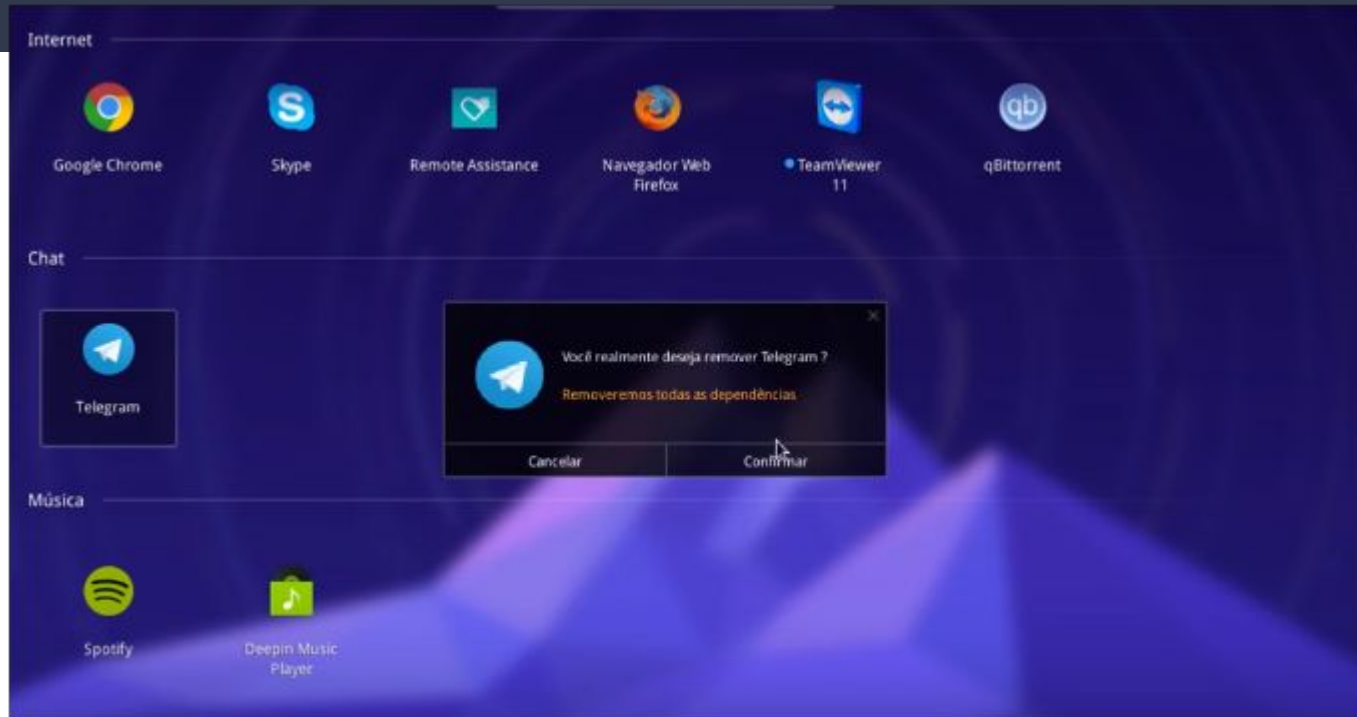 Internet
Google Chrome
Skype
Remote Assistance
Navegador Web
Firefox
TeamViewer
11
qBittorrent
Chat
Telegram
Você realmente deseja remover Telegram ?
Removeremos todas as dependências
Cancelar
Confirmar
Música
Spotify
Deepin Music
Player